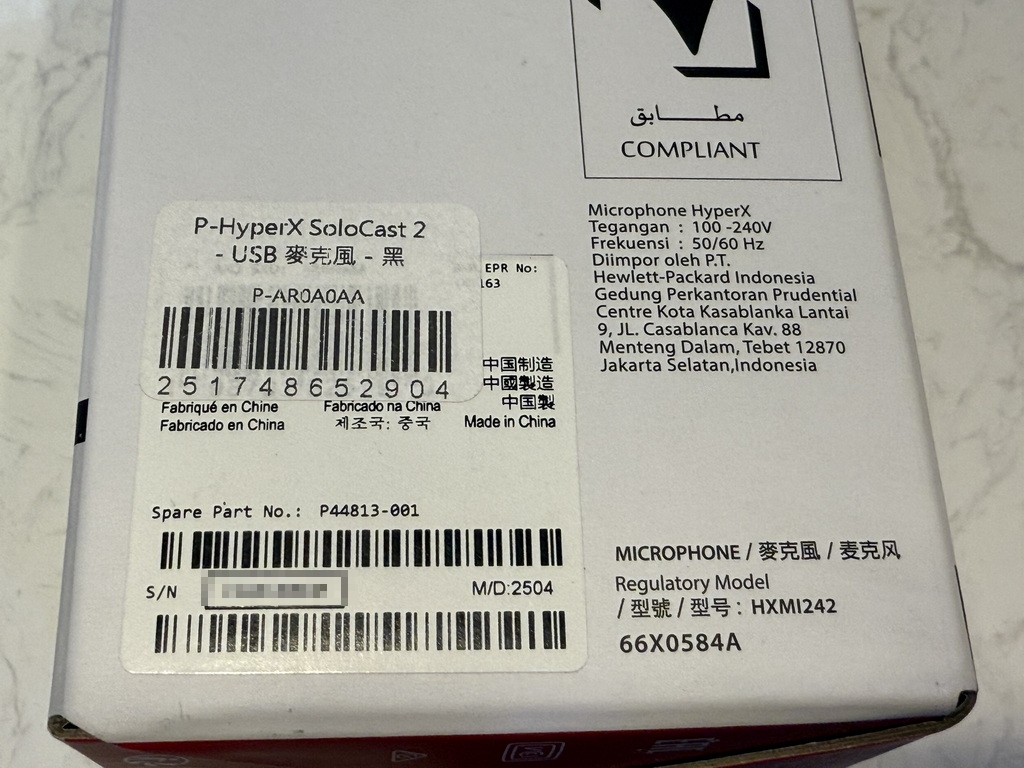 مطـــــابق
COMPLIANT
P-HyperX SoloCast 2
- USB 麥克風 - 黑
P-AR0A0AA
251748652904
EPR No:
163
中国制造
中國製造
中国製
Fabriqué en Chine
Fabricado na China
Fabricado en China
제조국: 중국
Made in China
Spare Part No.: P44813-001
S/N
M/D:2504
Microphone HyperX
Tegangan : 100 -240V
Frekuensi : 50/60 Hz
Diimpor oleh P.T.
Hewlett-Packard Indonesia
Gedung Perkantoran Prudential
Centre Kota Kasablanka Lantai
9, JL. Casablanca Kav. 88
Menteng Dalam, Tebet 12870
Jakarta Selatan,Indonesia
MICROPHONE / 麥克風 / 麦克风
Regulatory Model
/ 型號 / 型号 : HXMI242
66X0584A